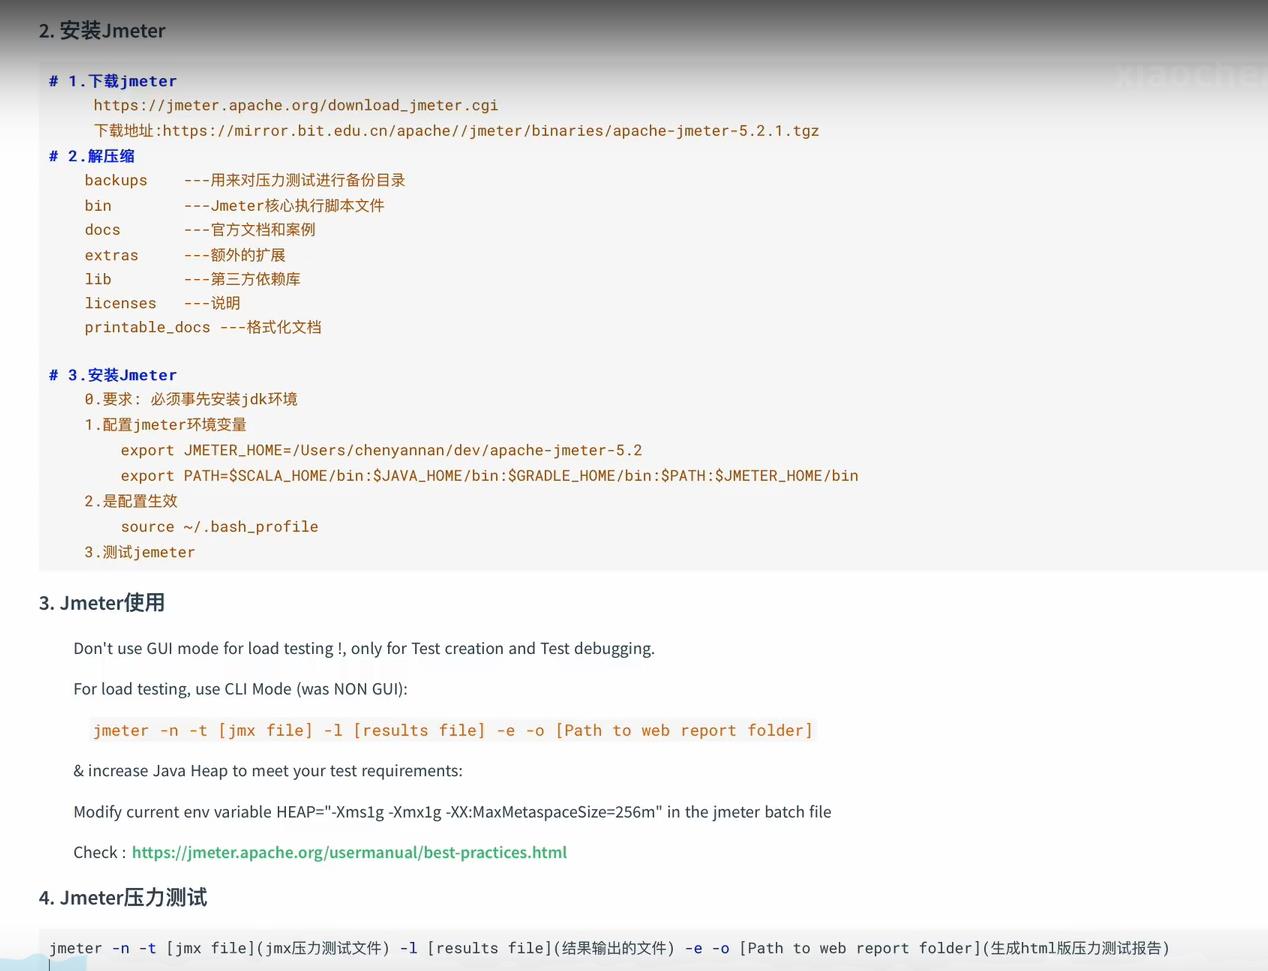 2. 安装Jmeter
# 1.下载jmeter
https://jmeter.apache.org/download_jmeter.cgi
下载地址:https://mirror.bit.edu.cn/apache//jmeter/binaries/apache-jmeter-5.2.1.tgz
# 2.解压缩
backups ---用来对压力测试进行备份目录
bin ---Jmeter核心执行脚本文件
docs ---官方文档和案例
extras ---额外的扩展
lib ---第三方依赖库
licenses ---说明
printable_docs ---格式化文档
# 3.安装Jmeter
0.要求: 必须事先安装jdk环境
1.配置jmeter环境变量
export JMETER_HOME=/Users/chenyannan/dev/apache-jmeter-5.2
export PATH=$SCALA_HOME/bin:$JAVA_HOME/bin:$GRADLE_HOME/bin:$PATH:$JMETER_HOME/bin
2.是配置生效
source ~/.bash_profile
3.测试jemeter
3. Jmeter使用
Don't use GUI mode for load testing !, only for Test creation and Test debugging.
For load testing, use CLI Mode (was NON GUI):
jmeter -n -t [jmx file] -l [results file] -e -o [Path to web report folder]
& increase Java Heap to meet your test requirements:
Modify current env variable HEAP="-Xms1g -Xmx1g -XX:MaxMetaspaceSize=256m" in the jmeter batch file
Check : https://jmeter.apache.org/usermanual/best-practices.html
4. Jmeter压力测试
jmeter -n -t [jmx file](jmx压力测试文件) -l [results file](结果输出的文件) -e -o [Path to web report folder](生成html版压力测试报告)